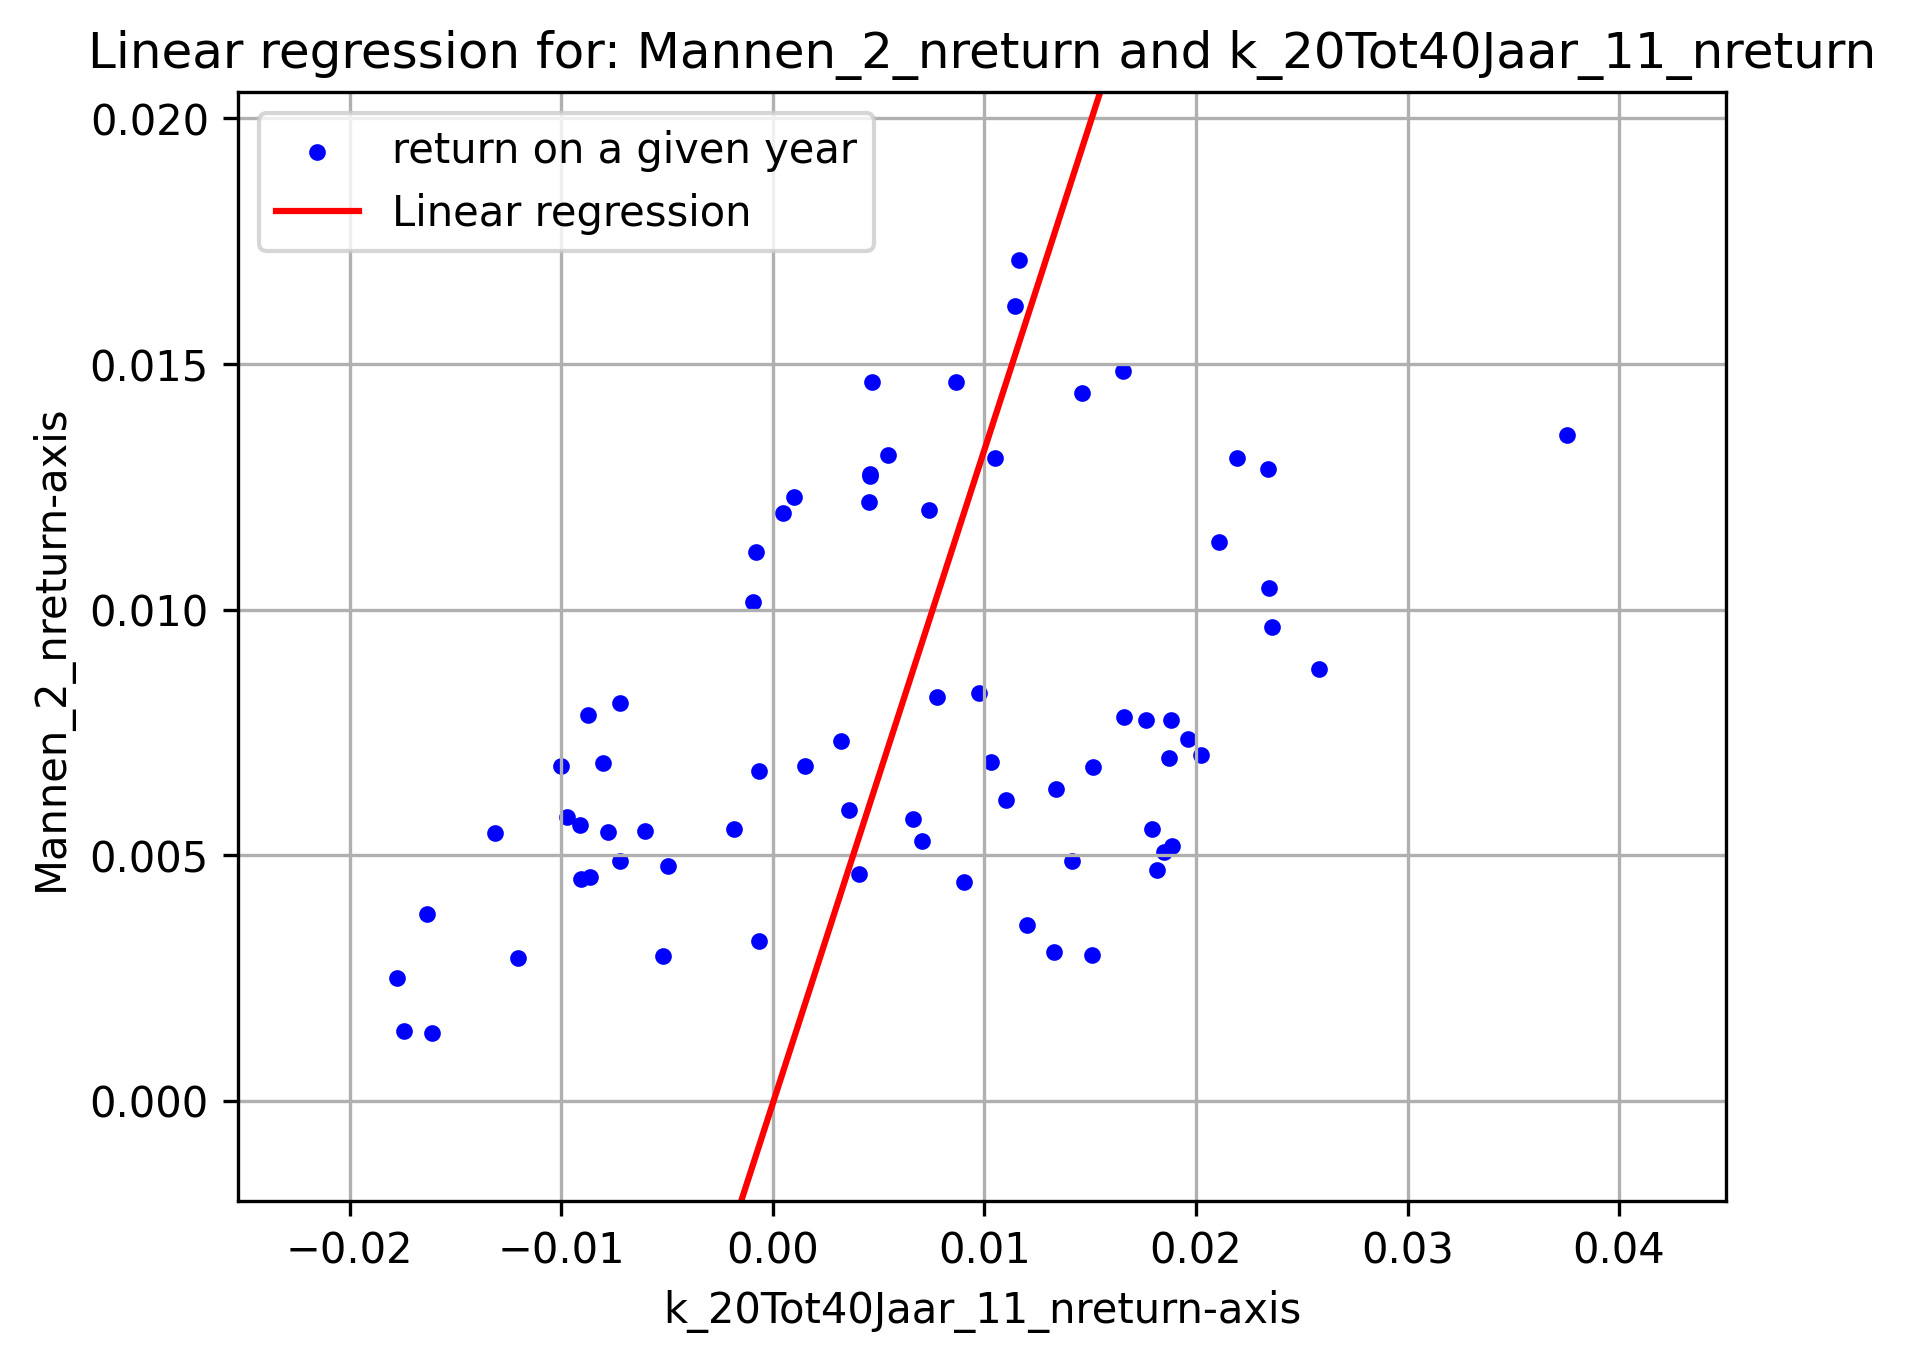 Linear regression for: Mannen_2_nreturn and k_20Tot40Jaar_11_nreturn
return on a given year
Linear regression
0.020
0.015
0.010
0.005
0.000
Mannen_2_nreturn-axis
−0.02 −0.01 0.00 0.01 0.02 0.03 0.04
k_20Tot40Jaar_11_nreturn-axis